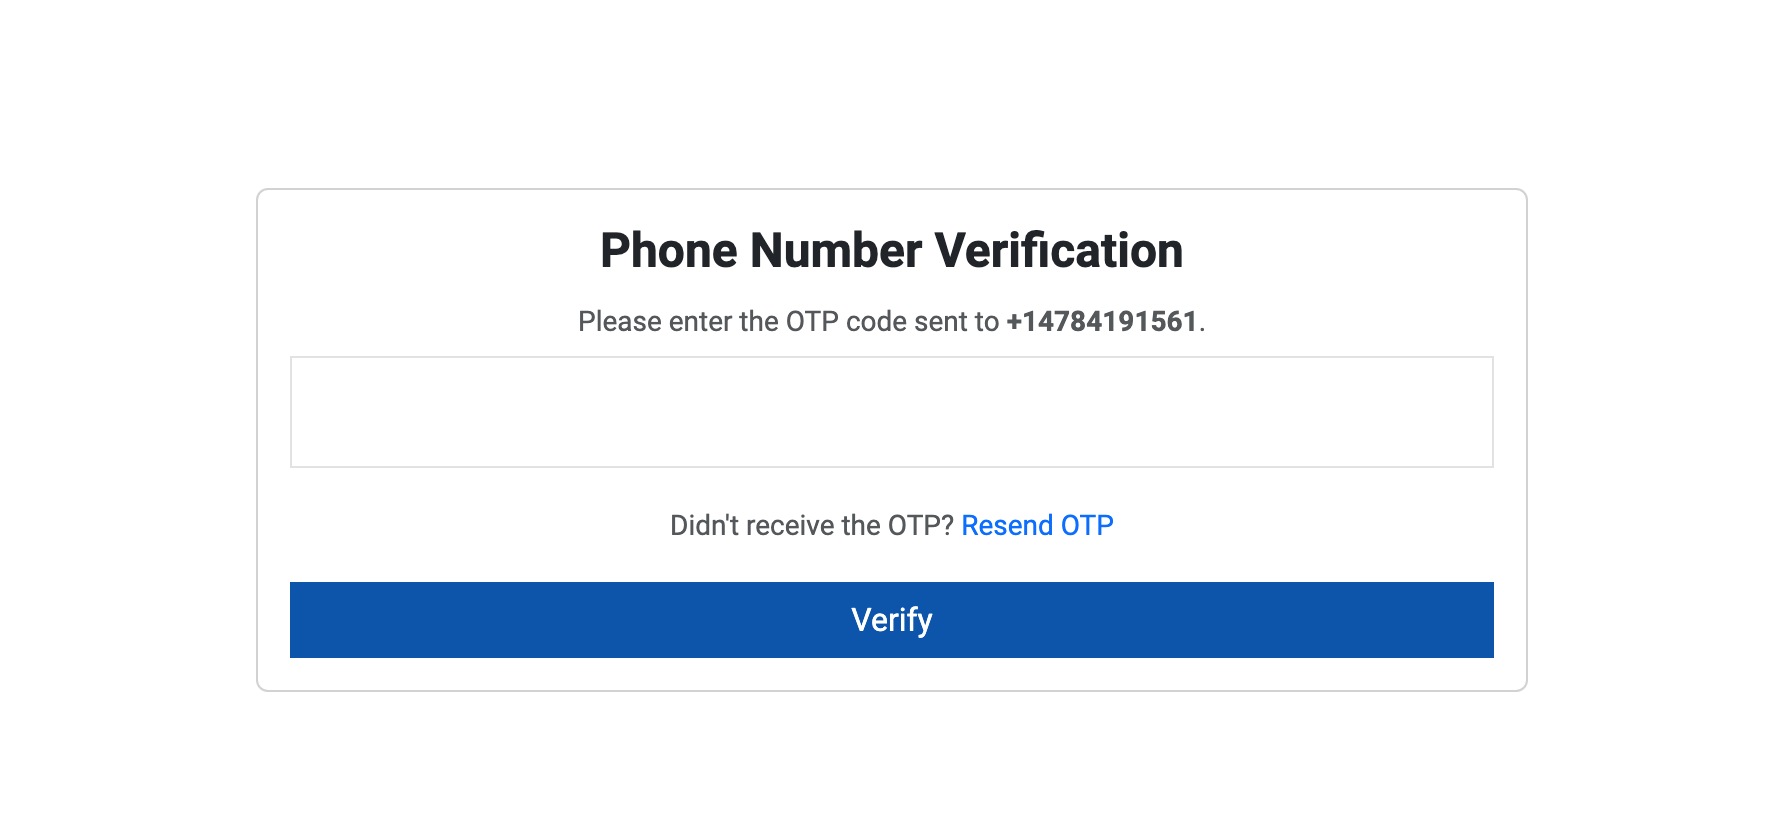 Phone Number Verification
Please enter the OTP code sent to +14784191561.
Didn't receive the OTP? Resend OTP
Verify